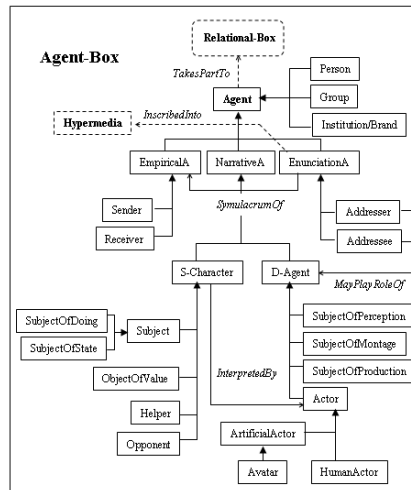 Relational-Box
Agent-Box
TakesPartTo
Person
Agent
Group
InscribedInto
Hypermedia
Institution/Brand
EmpiricalA
NarrativeA
EnunciationA
Sender
SymulacrumOf
Addresser
Receiver
Addressee
S-Character
D-Agent
MayPlayRoleOf
SubjectOfDoing
Subject
SubjectOfPerception
SubjectOfState
SubjectOfMontage
ObjectOfValue
InterpretedBy
SubjectOfProduction
Helper
Actor
Opponent
ArtificialActor
Avatar
HumanActor